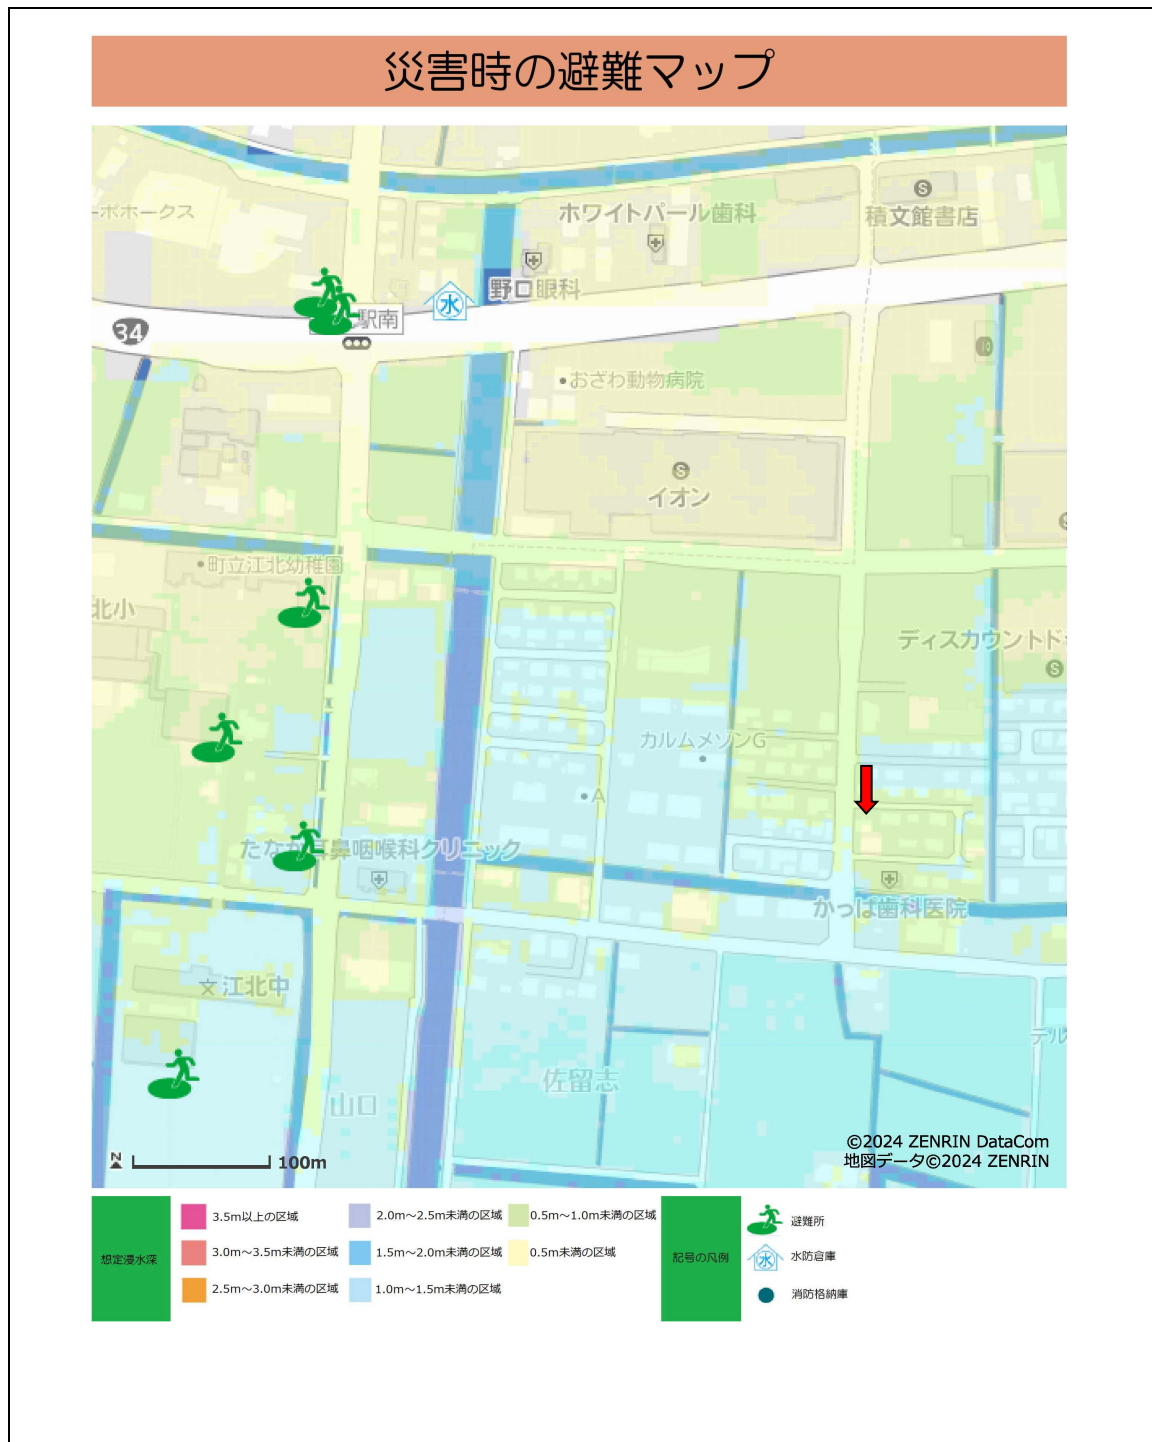 災害時の避難マップ
ーポホークス
ホワイトパール歯科
S
積文館書店
野口眼科
水
駅南
34
おざわ動物病院
10
S
イオン
町立江北幼稚園
北小
ディスカウントド
S
カルムメゾンG
A
たなか耳鼻咽喉科クリニック
かっぱ歯科医院
文江北中
デル
佐留志
山口
N
100m
©2024 ZENRIN DataCom
地図データ©2024 ZENRIN
想定浸水深
3.5m以上の区域
3.0m～3.5m未満の区域
2.5m～3.0m未満の区域
2.0m～2.5m未満の区域
1.5m～2.0m未満の区域
1.0m～1.5m未満の区域
0.5m～1.0m未満の区域
0.5m未満の区域
記号の凡例
避難所
水
水防倉庫
消防格納庫